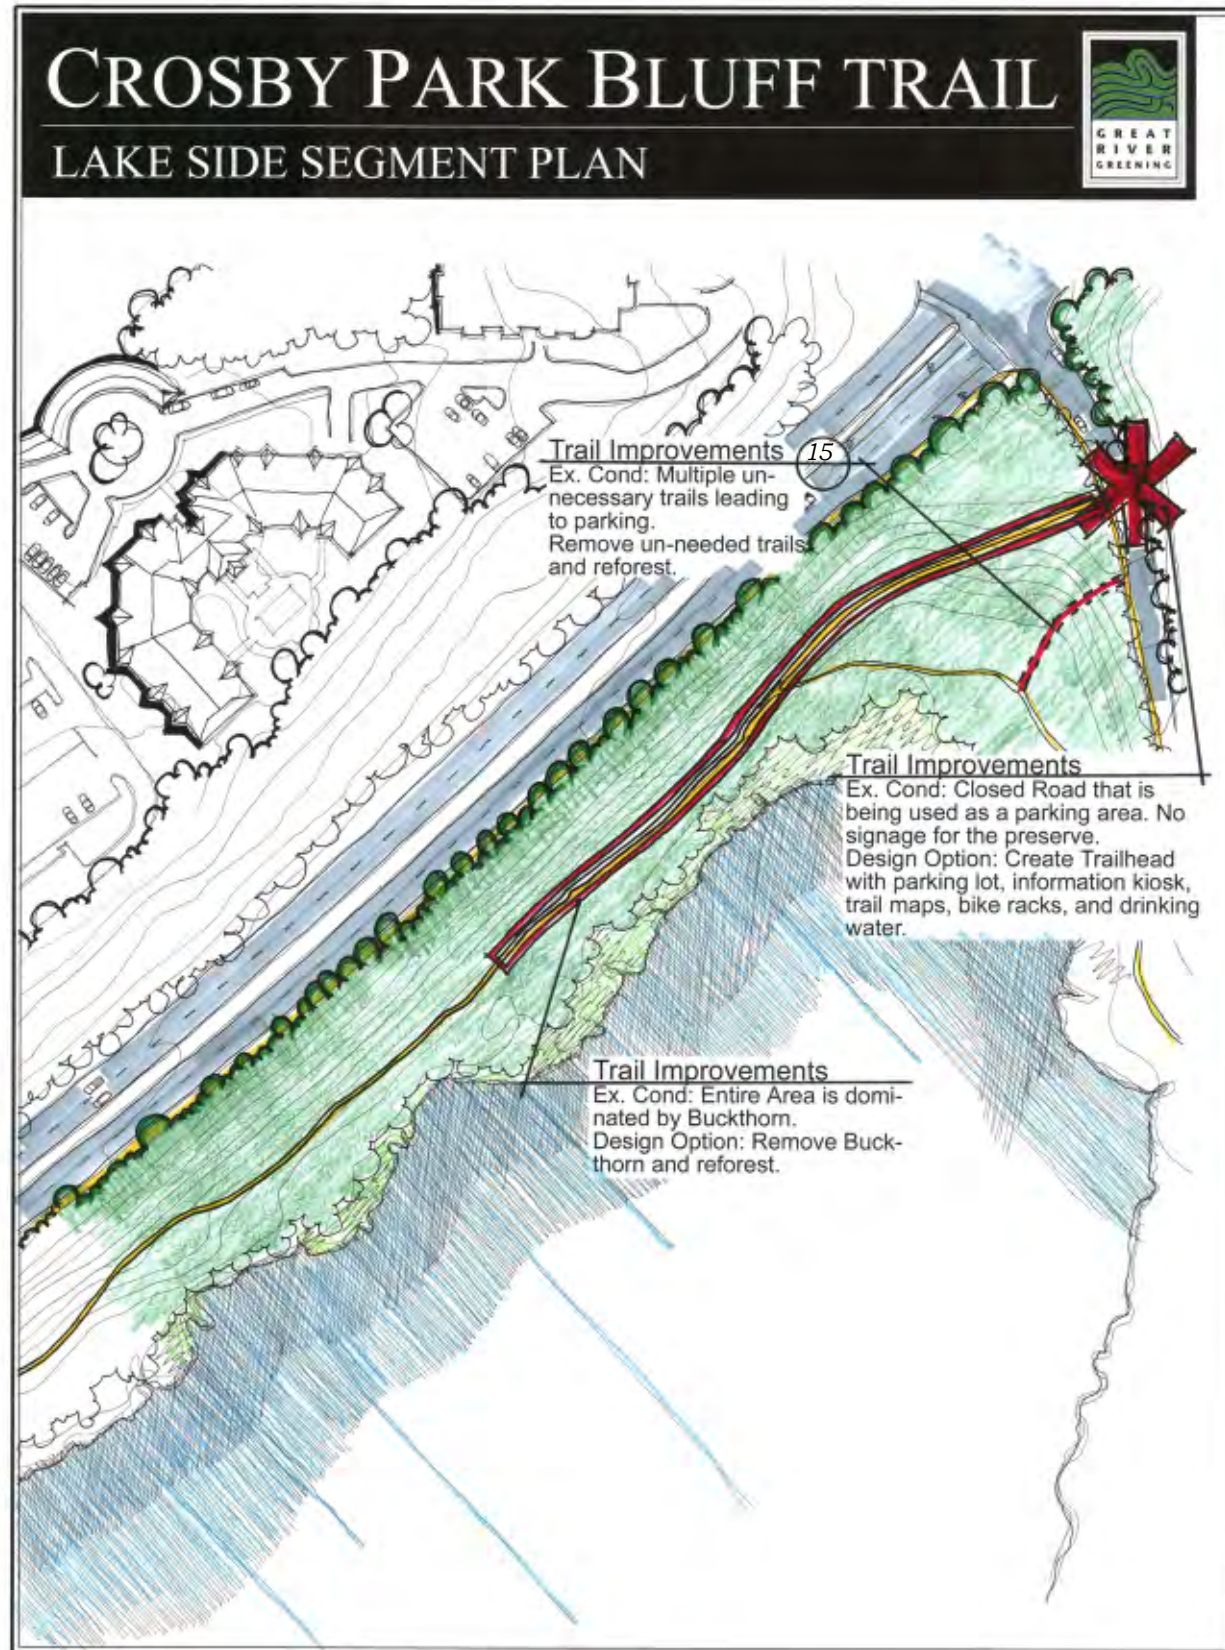 CROSBY PARK BLUFF TRAIL
LAKE SIDE SEGMENT PLAN
GREAT
RIVER
GREENING
Trail Improvements 15
Ex. Cond: Multiple un-
necessary trails leading
to parking.
Remove un-needed trails
and reforest.
Trail Improvements
Ex. Cond: Closed Road that is
being used as a parking area. No
signage for the preserve.
Design Option: Create Trailhead
with parking lot, information kiosk,
trail maps, bike racks, and drinking
water.
Trail Improvements
Ex. Cond: Entire Area is domi-
nated by Buckthorn.
Design Option: Remove Buck-
thorn and reforest.